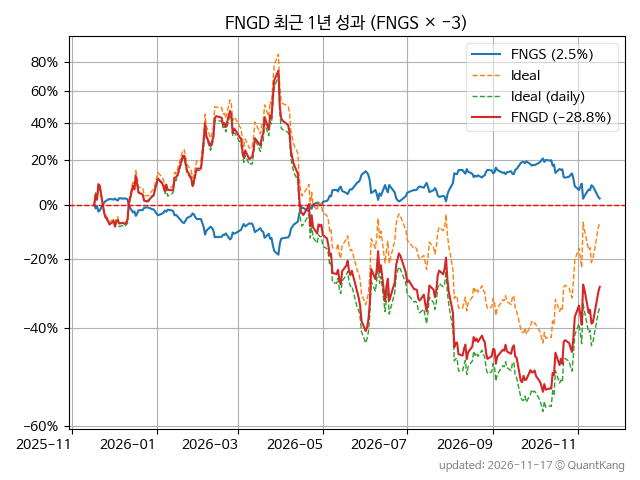 FNGD 최근 1년 성과 (FNGS × −3)
FNGS (2.5%)
Ideal
Ideal (daily)
FNGD (−28.8%)
80%
60%
40%
20%
0%
−20%
−40%
−60%
2025-11 2026-01 2026-03 2026-05 2026-07 2026-09 2026-11
updated: 2026-11-17 © QuantKang